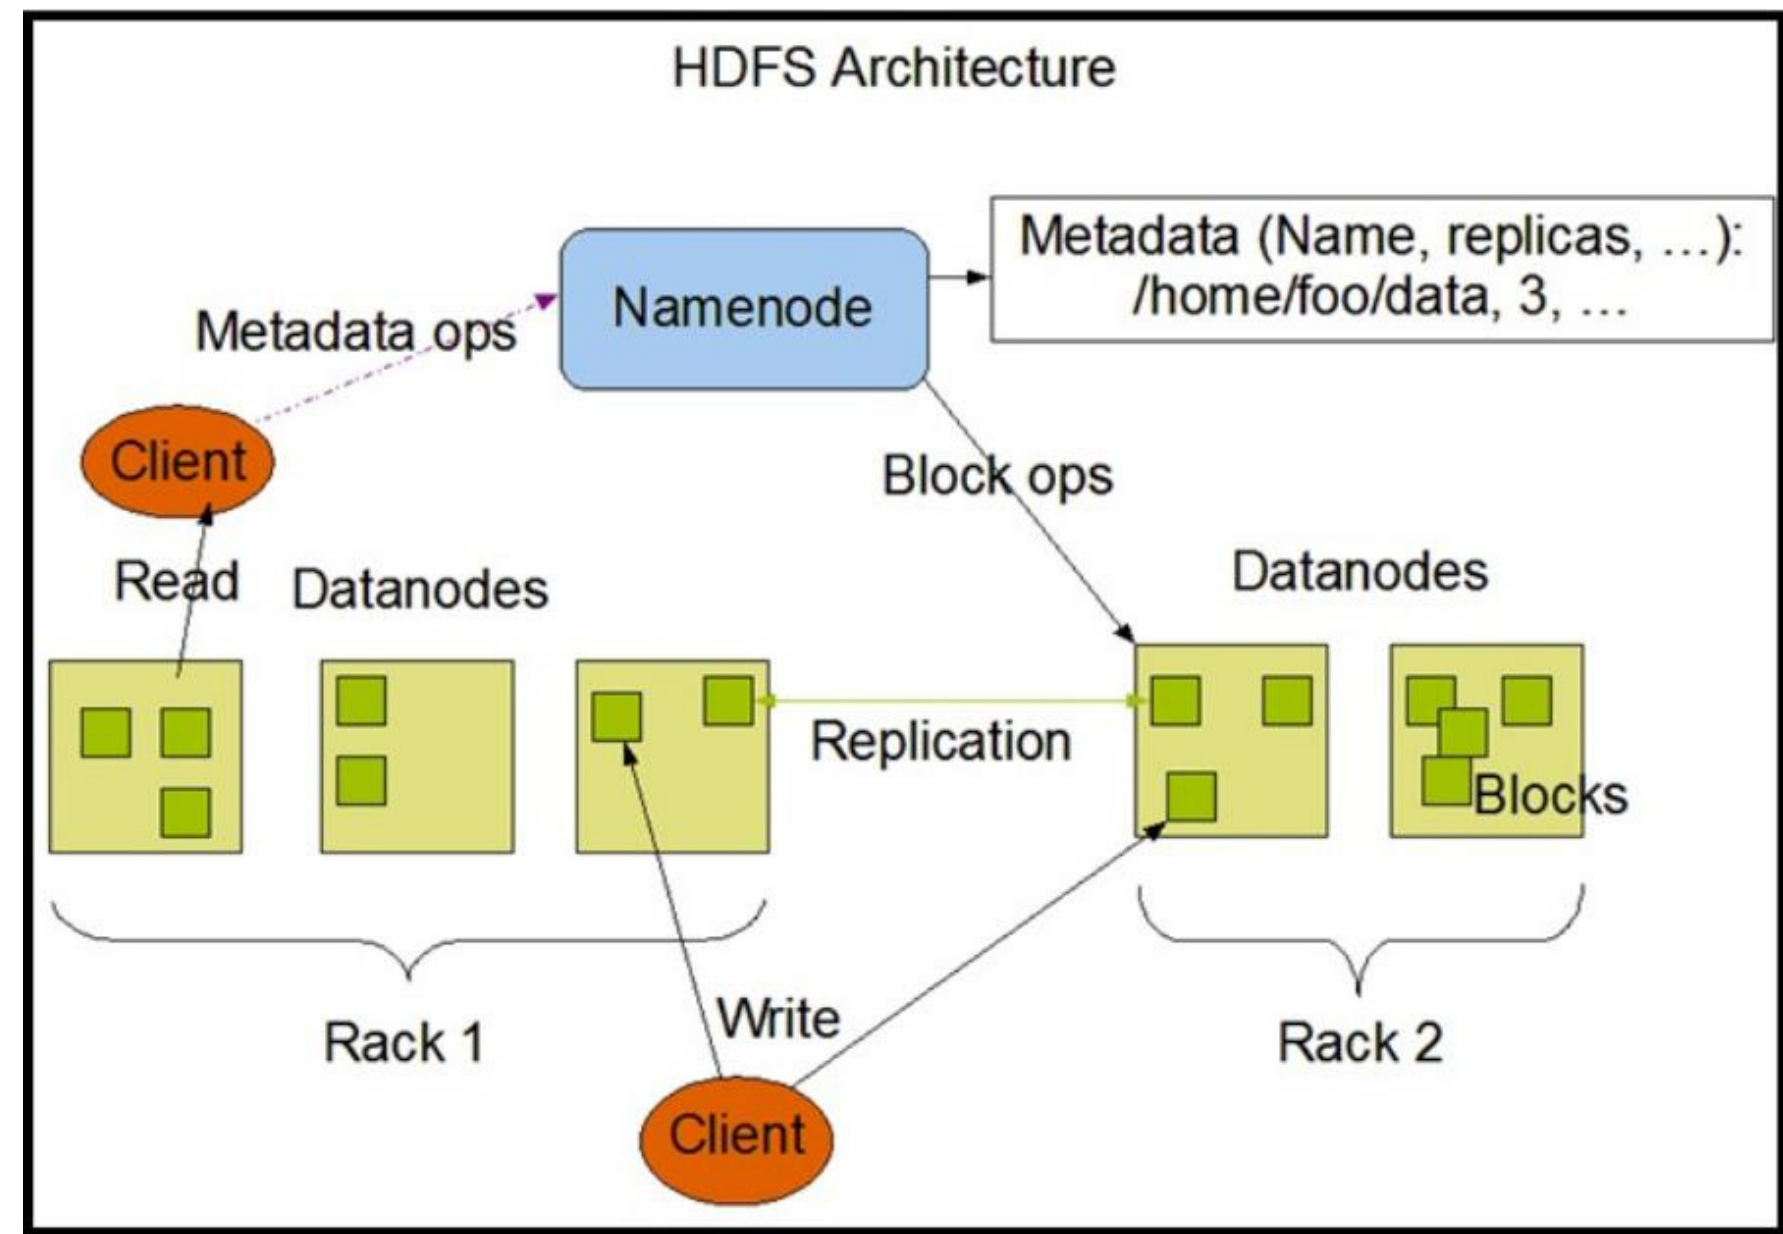 HDFS Architecture
Metadata (Name, replicas, …):
/home/foo/data, 3, …
Namenode
Metadata ops
Client
Block ops
Read
Datanodes
Datanodes
Replication
Blocks
Rack 1
Write
Rack 2
Client